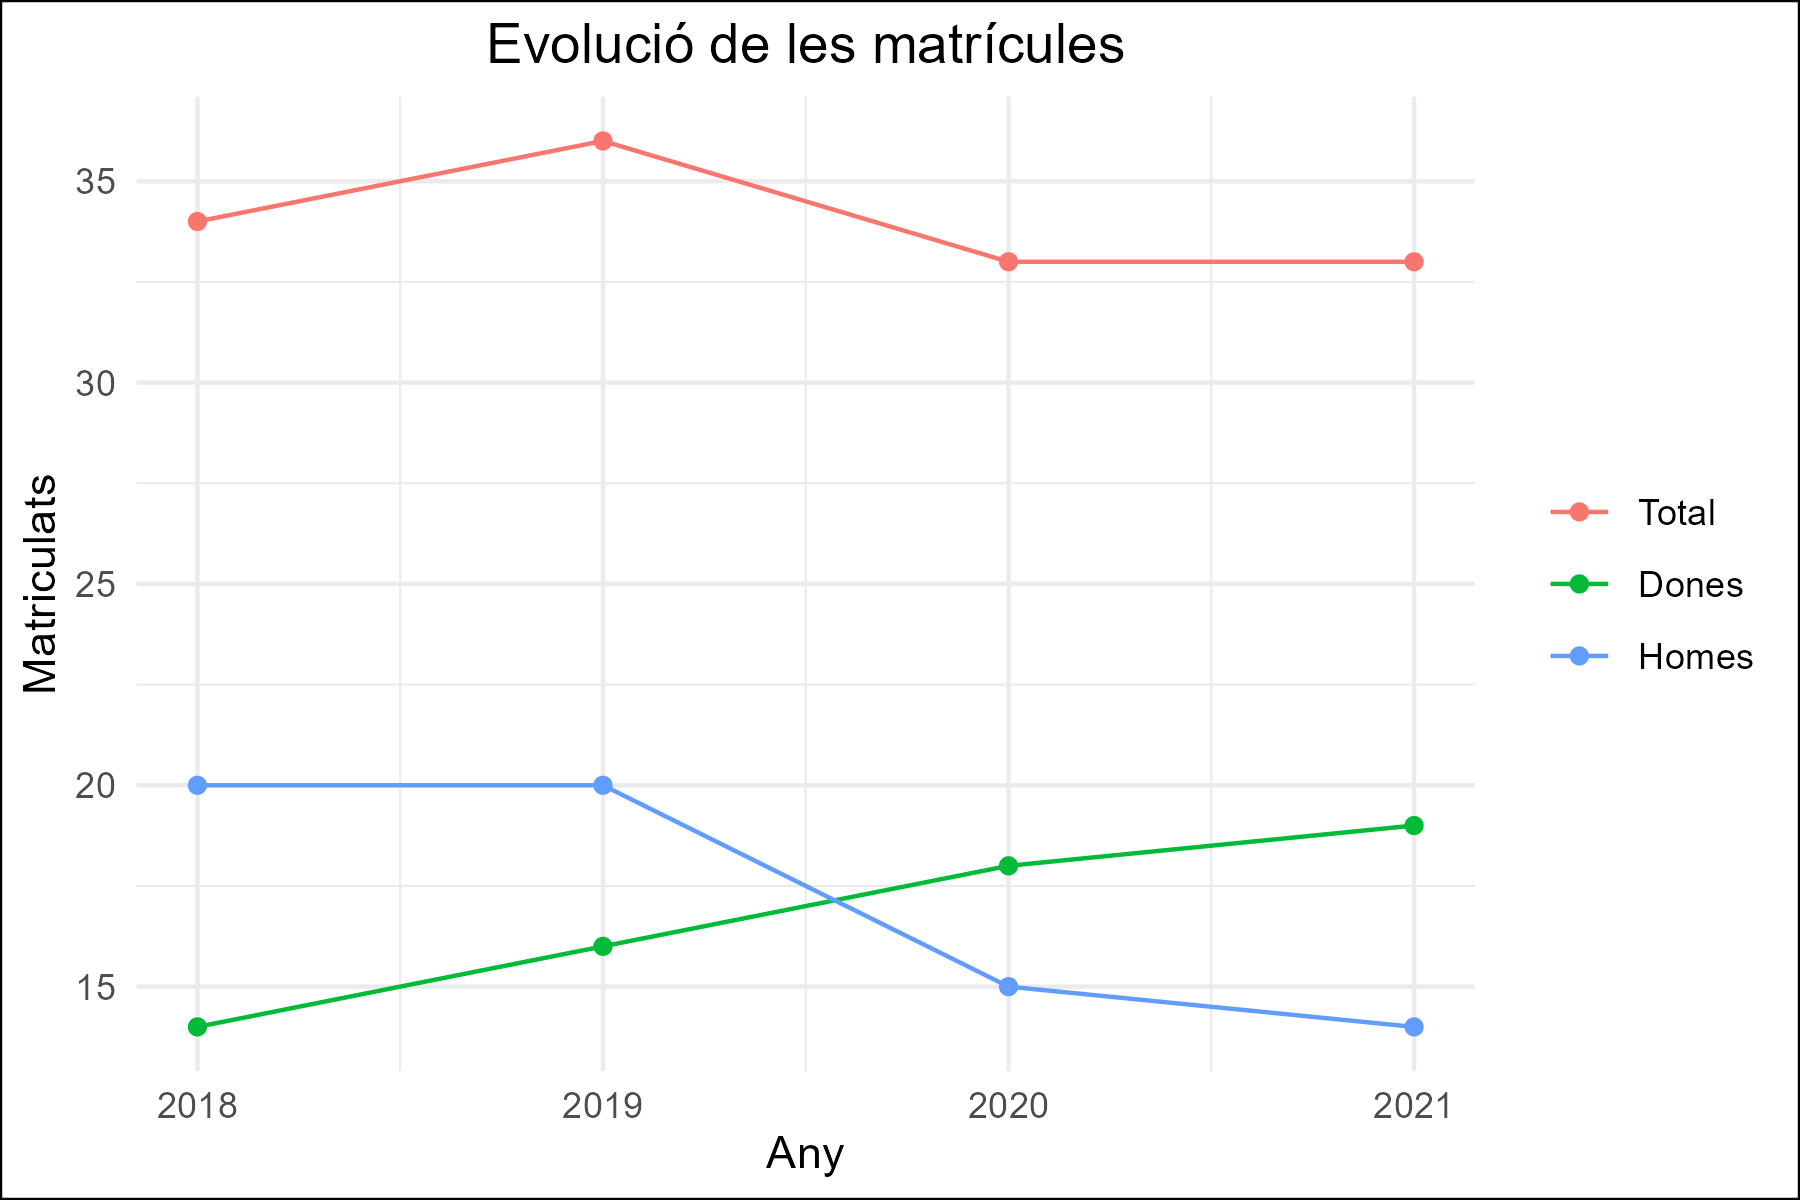 Evolució de les matrícules
Matriculats
35
30
25
20
15
2018
2019
2020
2021
Any
Total
Dones
Homes